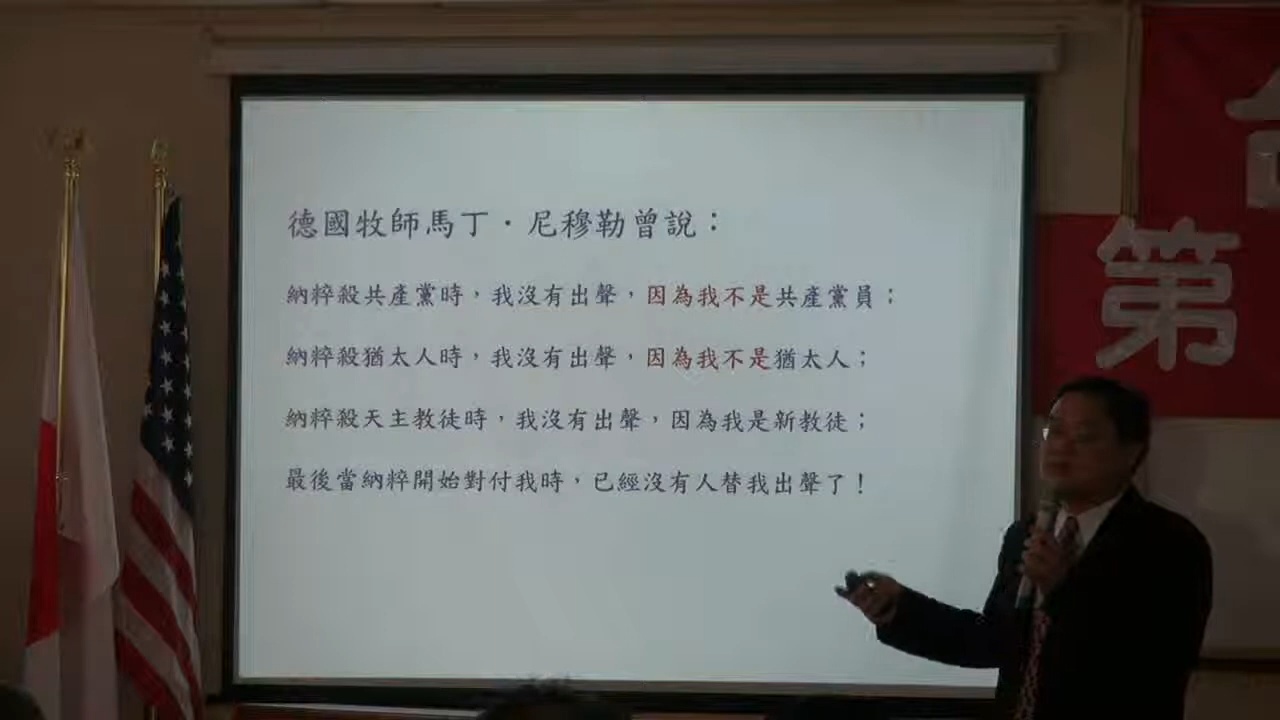 德國牧師馬丁·尼穆勒曾說：
納粹殺共產黨時，我沒有出聲，因為我不是共產黨員；
納粹殺猶太人時，我沒有出聲，因為我不是猶太人；
納粹殺天主教徒時，我沒有出聲，因為我是新教徒；
最後當納粹開始對付我時，已經沒有人替我出聲了！
第